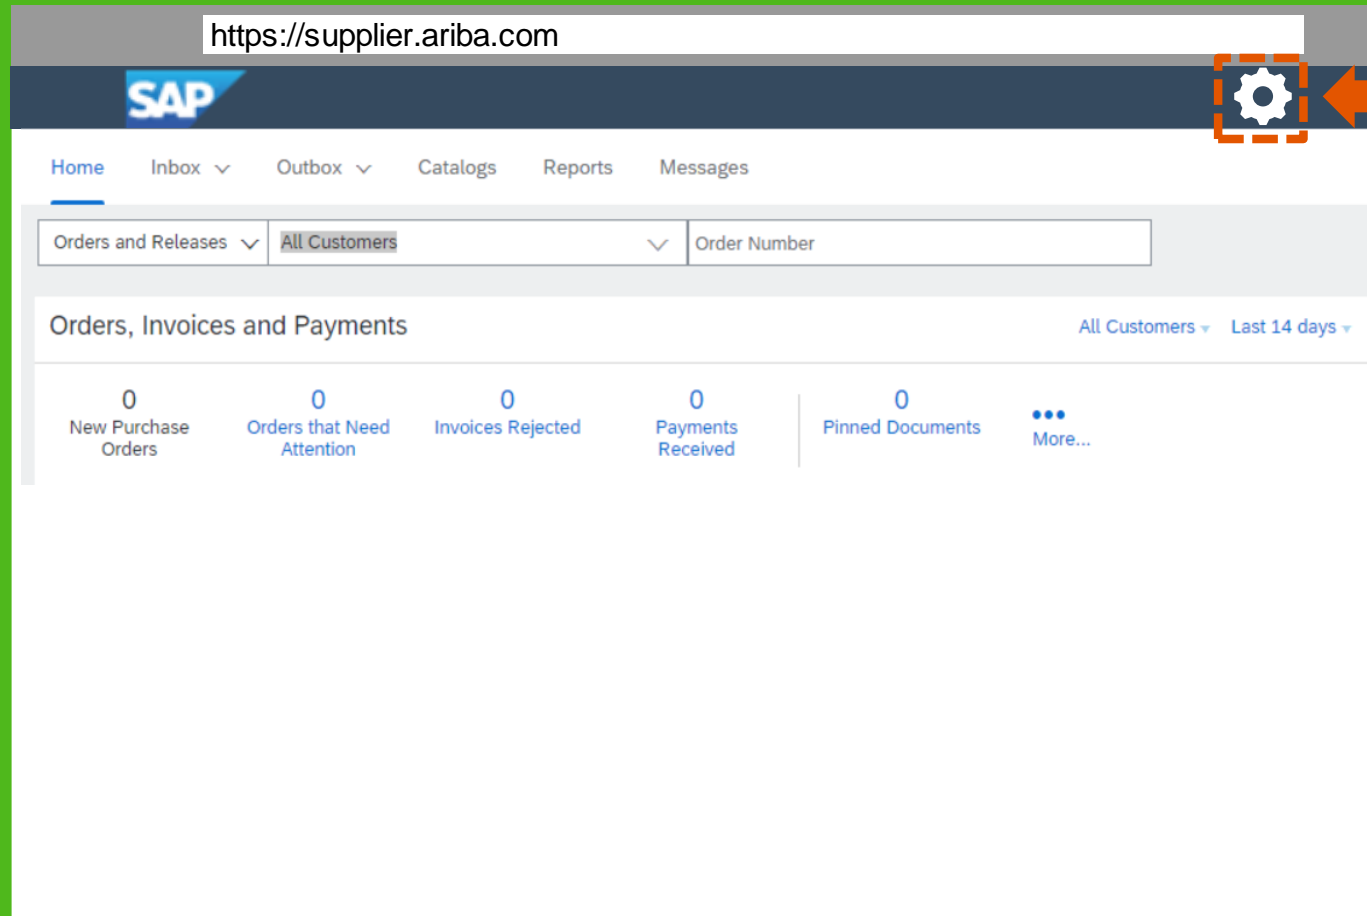 https://supplier.ariba.com
SAP
Home Inbox Outbox Catalogs Reports Messages
Orders and Releases All Customers Order Number
Orders, Invoices and Payments All Customers Last 14 days
0 0 0 0 0
New Purchase Orders that Need Invoices Rejected Payments Pinned Documents More...
Orders Attention Received